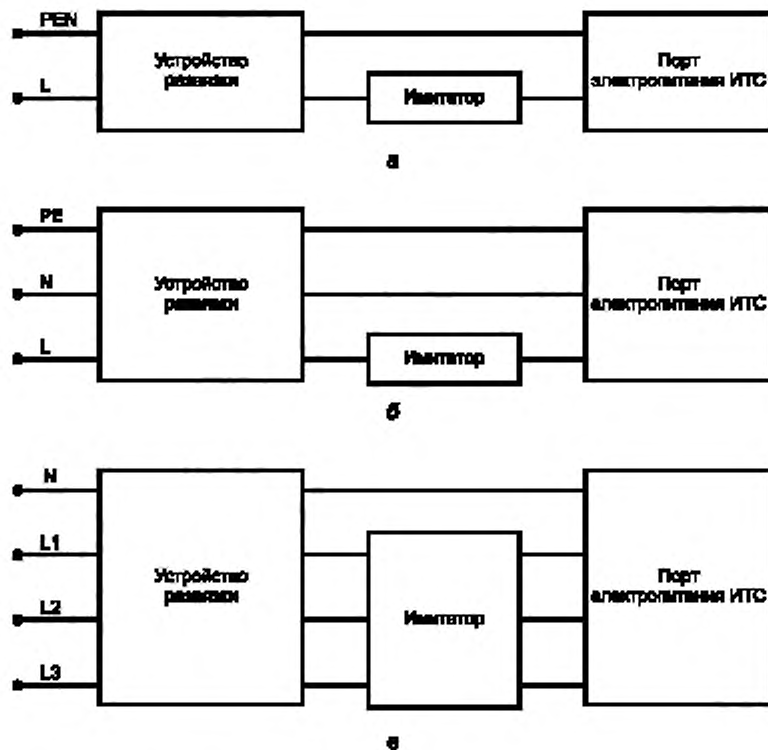 PEN
Устройство
развязки
Порт
электропитания ИТС
L
Имитатор
а
PE
N
Устройство
развязки
Порт
электропитания ИТС
L
Имитатор
б
N
L1
Устройство
развязки
Порт
электропитания ИТС
L2
Имитатор
L3
в